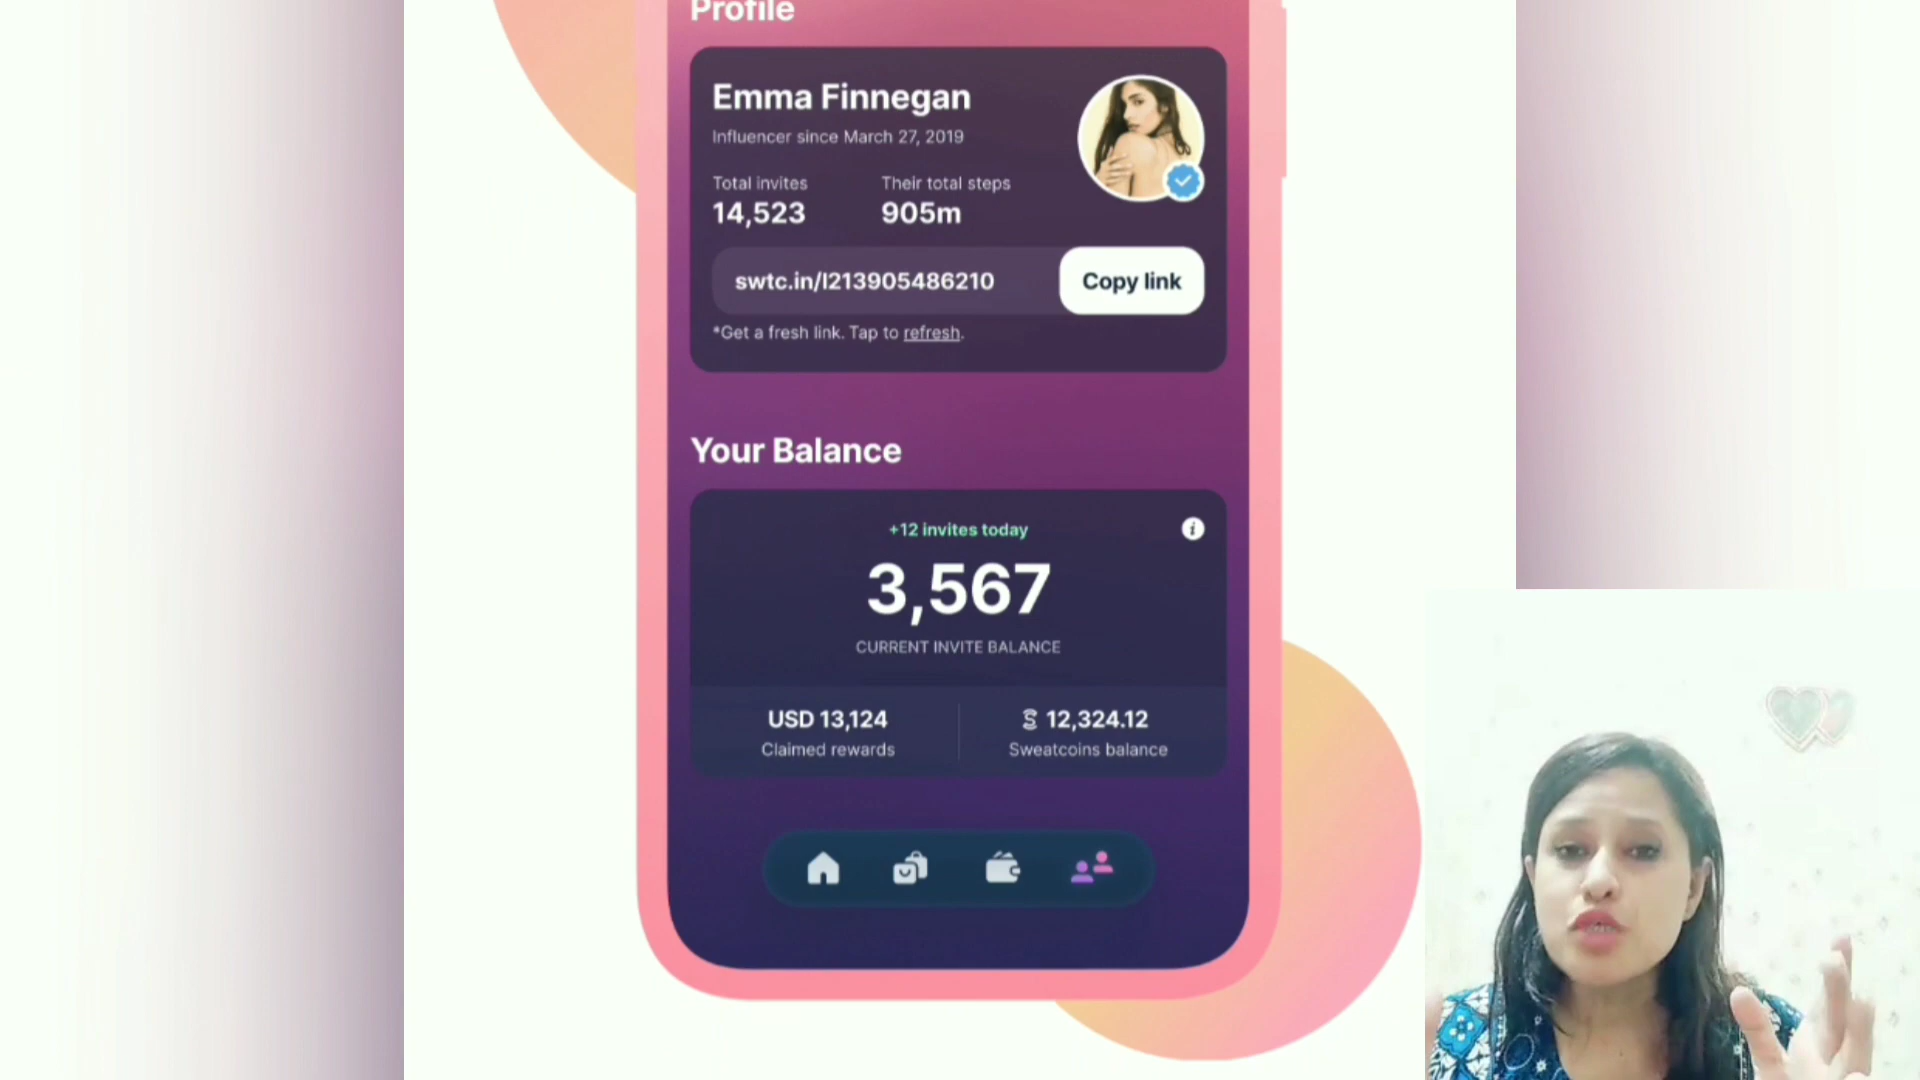 Profile
Emma Finnegan
Influencer since March 27, 2019
Total invites
Their total steps
14,523
905m
swtc.in/I213905486210
Copy link
*Get a fresh link. Tap to refresh.
Your Balance
+12 invites today
3,567
CURRENT INVITE BALANCE
USD 13,124
12,324.12
Claimed rewards
Sweatcoins balance